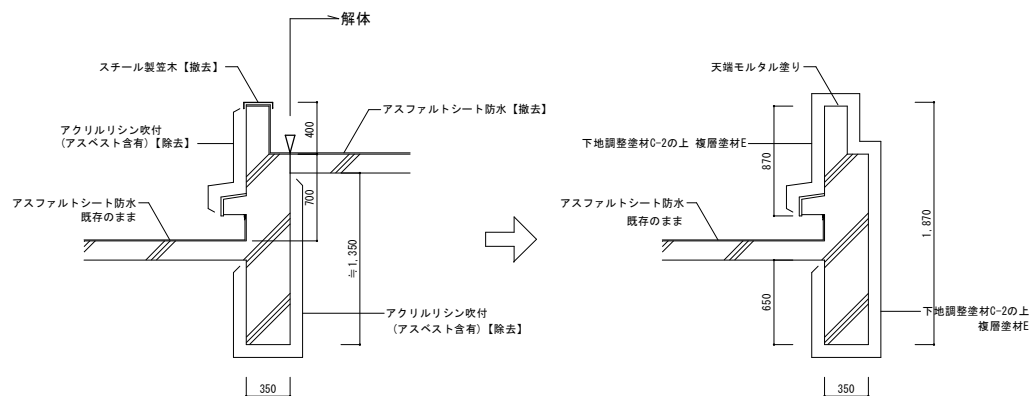 解体
スチール製笠木【撤去】
アスファルトシート防水【撤去】
アクリルリシン吹付
(アスベスト含有)【除去】
400
700
アスファルトシート防水
既存のまま
≒1,350
アクリルリシン吹付
(アスベスト含有)【除去】
350
天端モルタル塗り
下地調整塗材C-2の上 複層塗材E
870
アスファルトシート防水
既存のまま
1,870
650
下地調整塗材C-2の上
複層塗材E
350